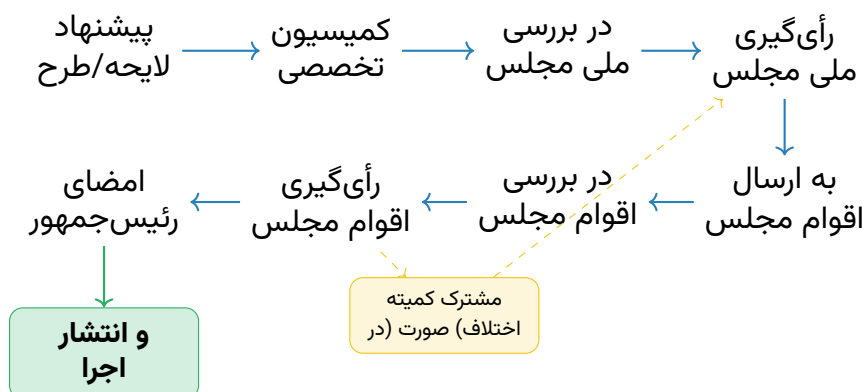 پیشنهاد
لایحه/طرح
کمیسیون
تخصصی
در بررسی
ملی مجلس
رأی‌گیری
ملی مجلس
به ارسال
اقوام مجلس
در بررسی
اقوام مجلس
رأی‌گیری
اقوام مجلس
امضای
رئیس‌جمهور
مشترک کمیته
اختلاف) صورت (در
و انتشار
اجرا